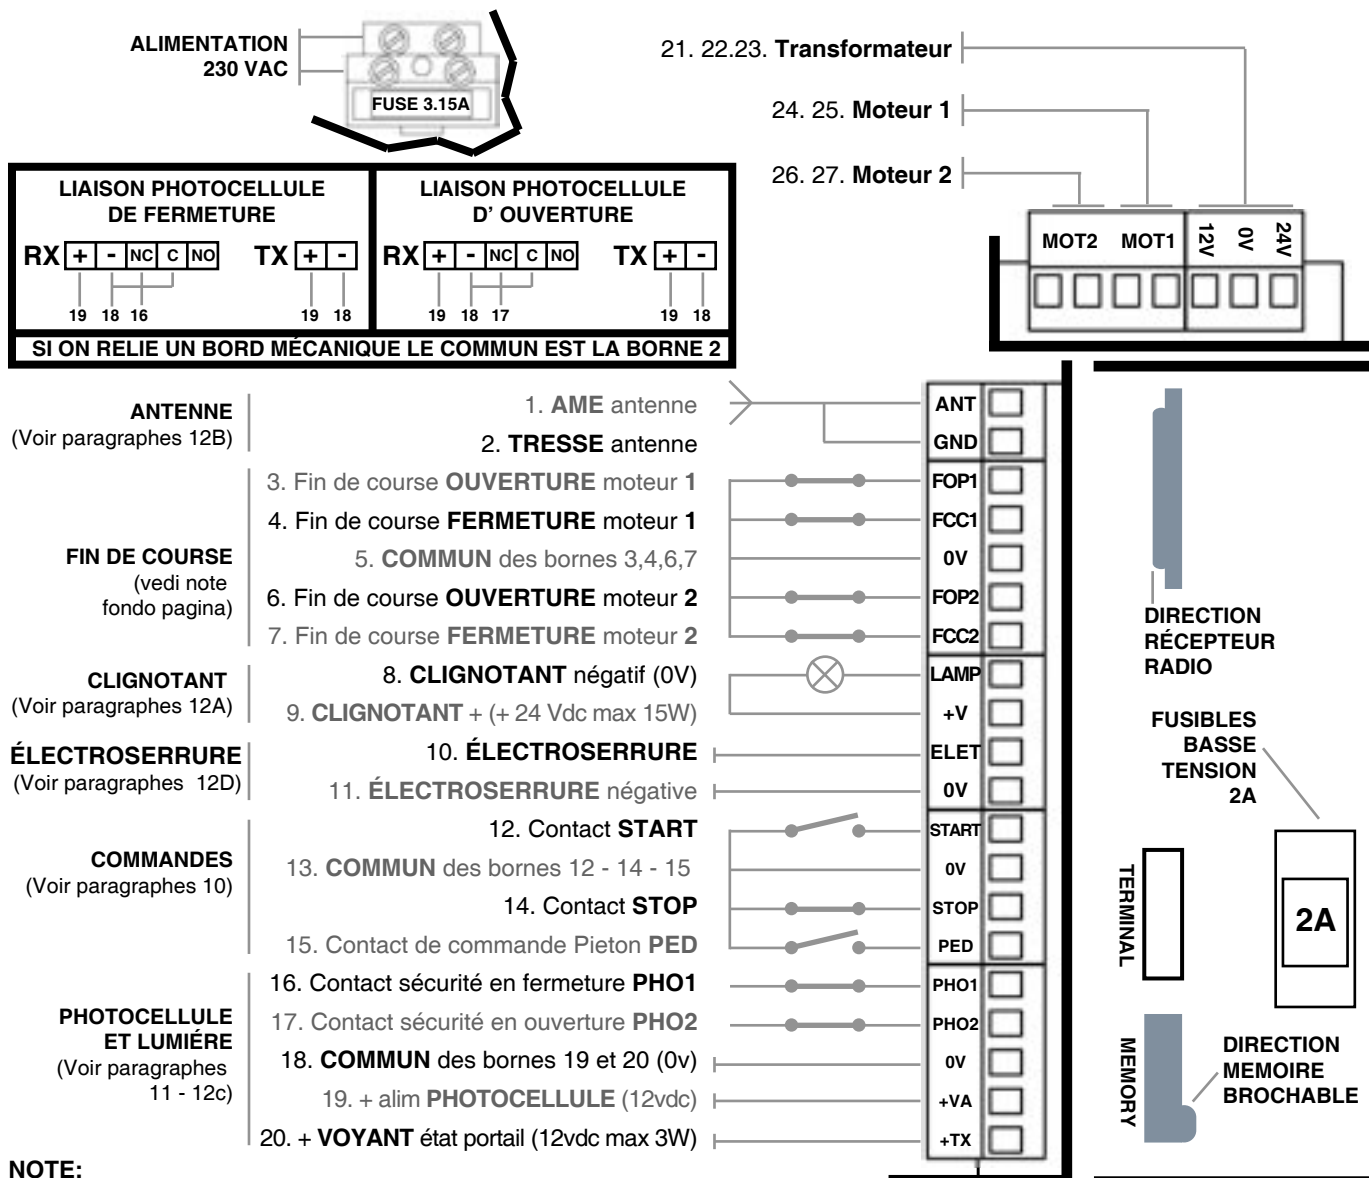 ALIMENTATION
230 VAC
FUSE 3.15A
21. 22.23. Transformateur
24. 25. Moteur 1
26. 27. Moteur 2
MOT2 MOT1 12V 0V 24V
LIAISON PHOTOCELLULE
DE FERMETURE
RX + - NC C NO TX + -
19 18 16 19 18
LIAISON PHOTOCELLULE
D' OUVERTURE
RX + - NC C NO TX + -
19 18 17 19 18
SI ON RELIE UN BORD MÉCANIQUE LE COMMUN EST LA BORNE 2
ANTENNE
(Voir paragraphes 12B)
1. AME antenne ANT
2. TRESSE antenne GND
FIN DE COURSE
(vedi note
fondo pagina)
3. Fin de course OUVERTURE moteur 1 FOP1
4. Fin de course FERMETURE moteur 1 FCC1
5. COMMUN des bornes 3,4,6,7 0V
6. Fin de course OUVERTURE moteur 2 FOP2
7. Fin de course FERMETURE moteur 2 FCC2
CLIGNOTANT
(Voir paragraphes 12A)
8. CLIGNOTANT négatif (0V) LAMP
9. CLIGNOTANT + (+ 24 Vdc max 15W) +V
ÉLECTROSERRURE
(Voir paragraphes 12D)
10. ÉLECTROSERRURE ELET
11. ÉLECTROSERRURE négative 0V
COMMANDES
(Voir paragraphes 10)
12. Contact START START
13. COMMUN des bornes 12 - 14 - 15 0V
14. Contact STOP STOP
15. Contact de commande Pieton PED PED
PHOTOCELLULE
ET LUMIÉRE
(Voir paragraphes
11 - 12c)
16. Contact sécurité en fermeture PHO1 PHO1
17. Contact sécurité en ouverture PHO2 PHO2
18. COMMUN des bornes 19 et 20 (0v) 0V
19. + alim PHOTOCELLULE (12vdc) +VA
20. + VOYANT état portail (12vdc max 3W) +TX
DIRECTION
RÉCEPTEUR
RADIO
FUSIBLES
BASSE
TENSION
2A
TERMINAL
2A
MEMORY
DIRECTION
MEMOIRE
BROCHABLE
NOTE: